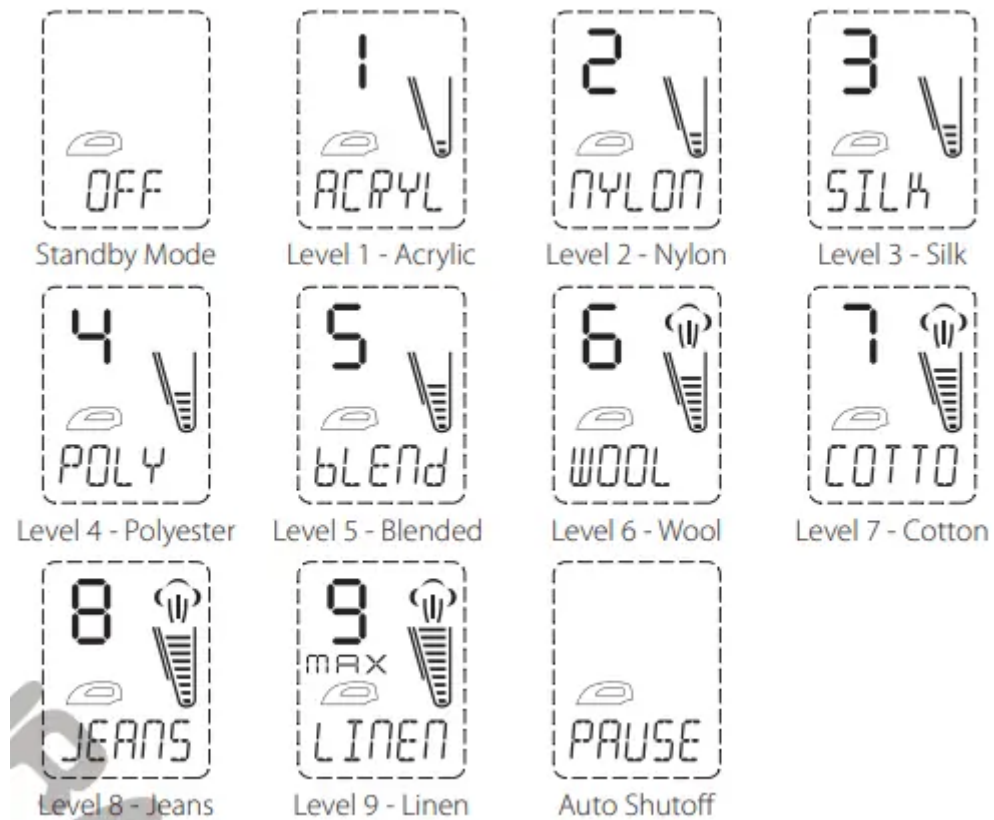 OFF
Standby Mode
1
ACRYL
Level 1 - Acrylic
2
NYLON
Level 2 - Nylon
3
SILK
Level 3 - Silk
4
POLY
Level 4 - Polyester
5
bLENd
Level 5 - Blended
6
WOOL
Level 6 - Wool
7
COTTO
Level 7 - Cotton
8
JEANS
Level 8 - Jeans
9
MAX
LINEN
Level 9 - Linen
PAUSE
Auto Shutoff